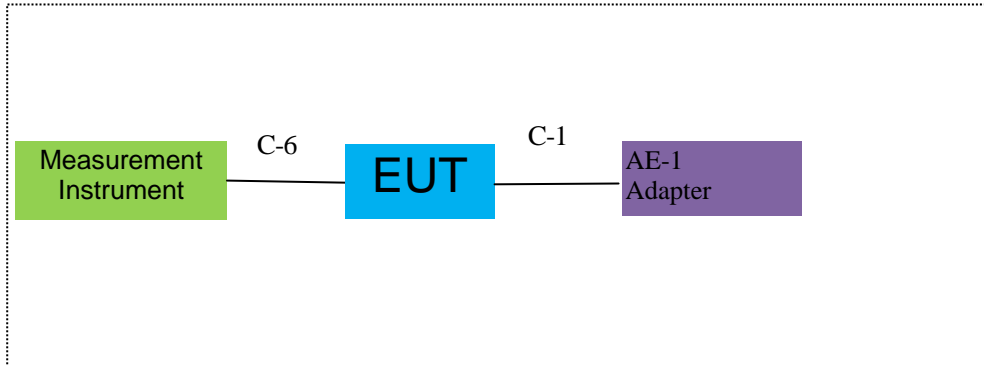 Measurement
Instrument
C-6
EUT
C-1
AE-1
Adapter